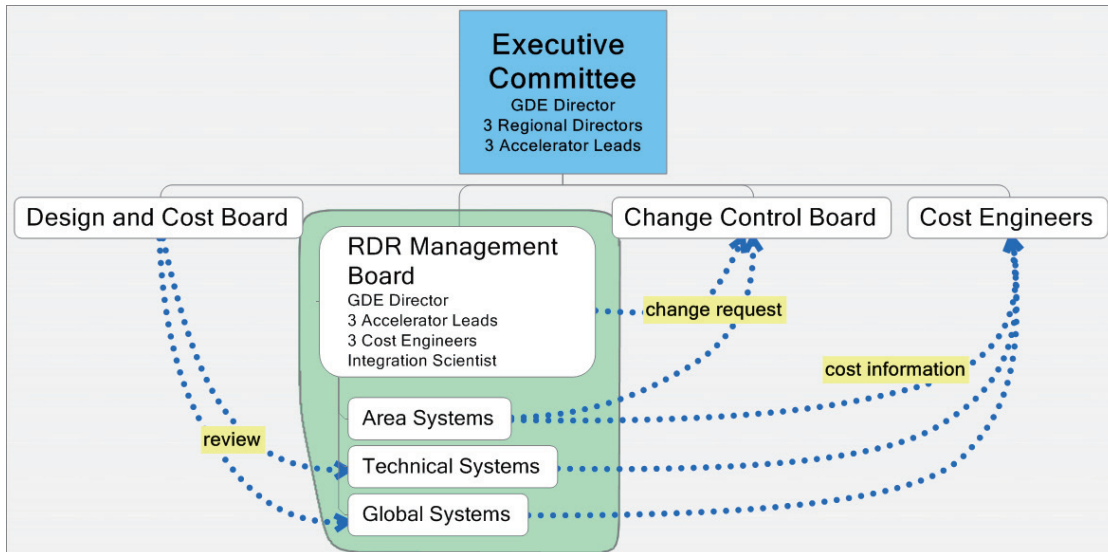 Executive
Committee
GDE Director
3 Regional Directors
3 Accelerator Leads
Design and Cost Board
Change Control Board
Cost Engineers
RDR Management
Board
GDE Director
3 Accelerator Leads
3 Cost Engineers
Integration Scientist
change request
cost information
Area Systems
review
Technical Systems
Global Systems